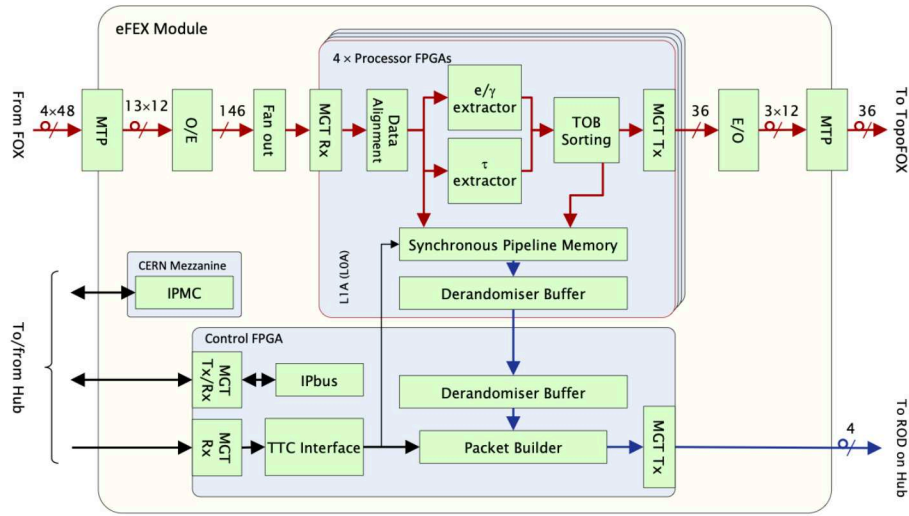 eFEX Module
4 × Processor FPGAs
From FOX
4×48
MTP
13×12
O/E
146
Fan out
MGT
Rx
Data
Alignment
e/γ
extractor
τ
extractor
TOB
Sorting
MGT
Tx
36
E/O
3×12
MTP
36
To
TopoFOX
Synchronous Pipeline Memory
L1A (L0A)
Derandomiser Buffer
CERN Mezzanine
IPMC
To/from Hub
Control FPGA
MGT
Tx/Rx
IPbus
Derandomiser Buffer
MGT
Rx
TTC Interface
Packet Builder
MGT Tx
4
To ROD on Hub